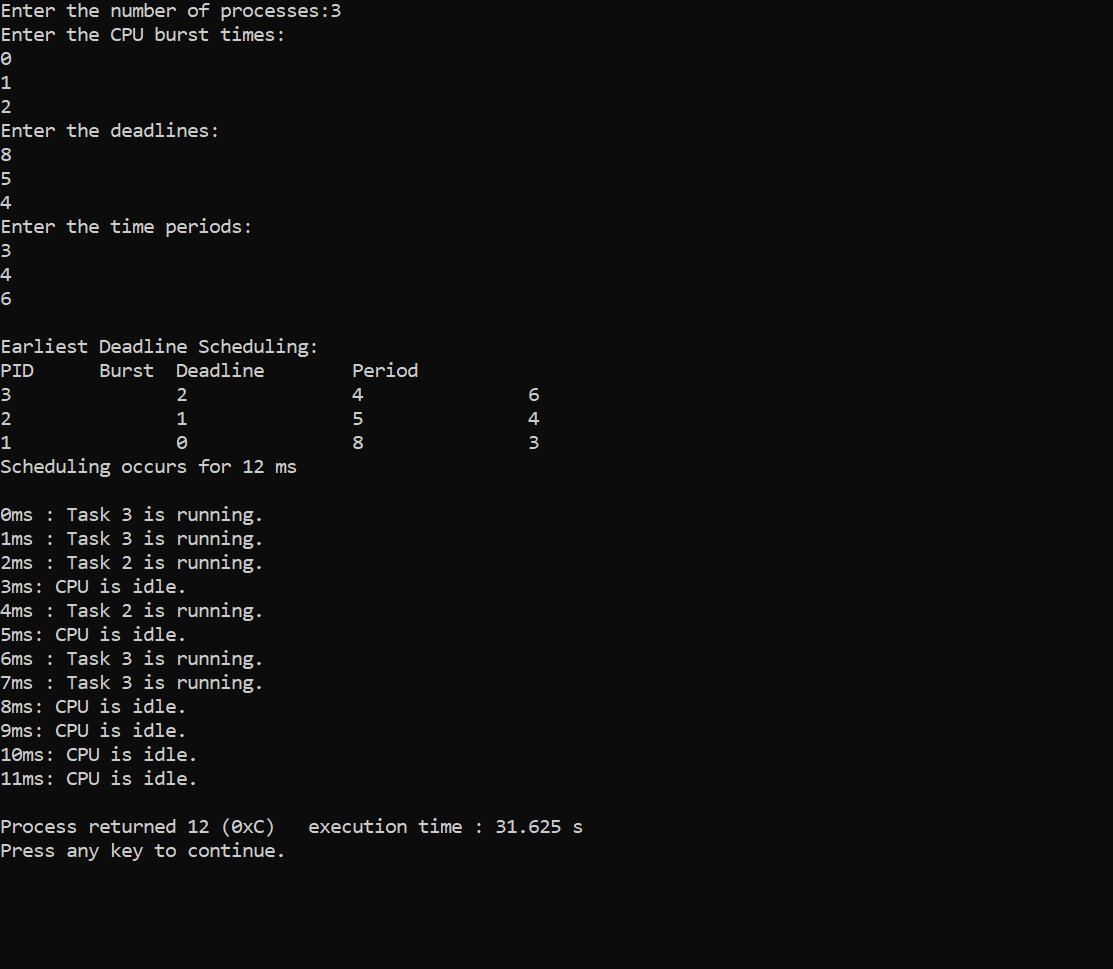 Enter the number of processes:3
Enter the CPU burst times:
0
1
2
Enter the deadlines:
8
5
4
Enter the time periods:
3
4
6
Earliest Deadline Scheduling:
PID Burst Deadline Period
3 2 4 6
2 1 5 4
1 0 8 3
Scheduling occurs for 12 ms
0ms : Task 3 is running.
1ms : Task 3 is running.
2ms : Task 2 is running.
3ms: CPU is idle.
4ms : Task 2 is running.
5ms: CPU is idle.
6ms : Task 3 is running.
7ms : Task 3 is running.
8ms: CPU is idle.
9ms: CPU is idle.
10ms: CPU is idle.
11ms: CPU is idle.
Process returned 12 (0xC) execution time : 31.625 s
Press any key to continue.